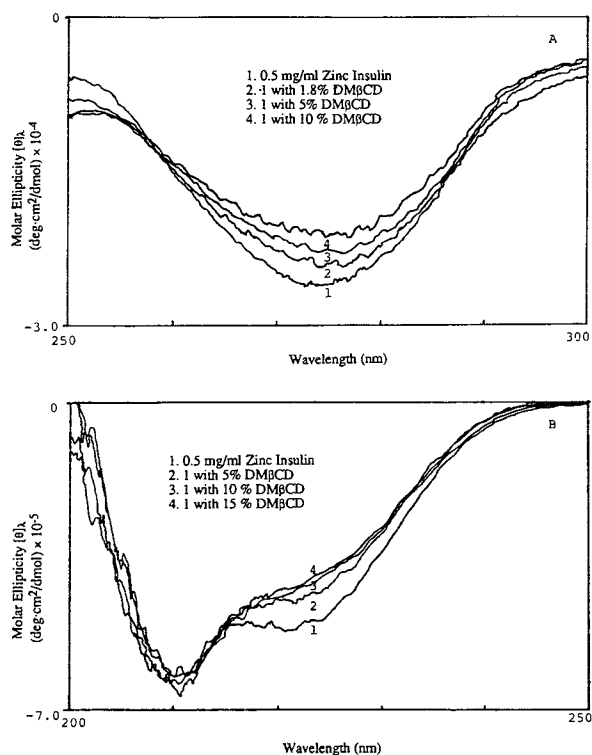 0
A
1. 0.5 mg/ml Zinc Insulin
2. 1 with 1.8% DMβCD
3. 1 with 5% DMβCD
4. 1 with 10 % DMβCD
Molar Ellipticity [θ]λ
(deg·cm²/dmol) × 10⁻⁴
4
3
2
1
-3.0
250
300
Wavelength (nm)
0
B
1. 0.5 mg/ml Zinc Insulin
2. 1 with 5% DMβCD
3. 1 with 10 % DMβCD
4. 1 with 15 % DMβCD
Molar Ellipticity [θ]λ
(deg·cm²/dmol) × 10⁻⁵
4
3
2
1
-7.0
200
250
Wavelength (nm)